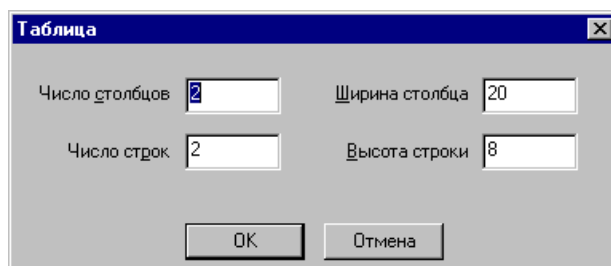 Таблица
Число столбцов 2 Ширина столбца 20
Число строк 2 Высота строки 8
OK Отмена